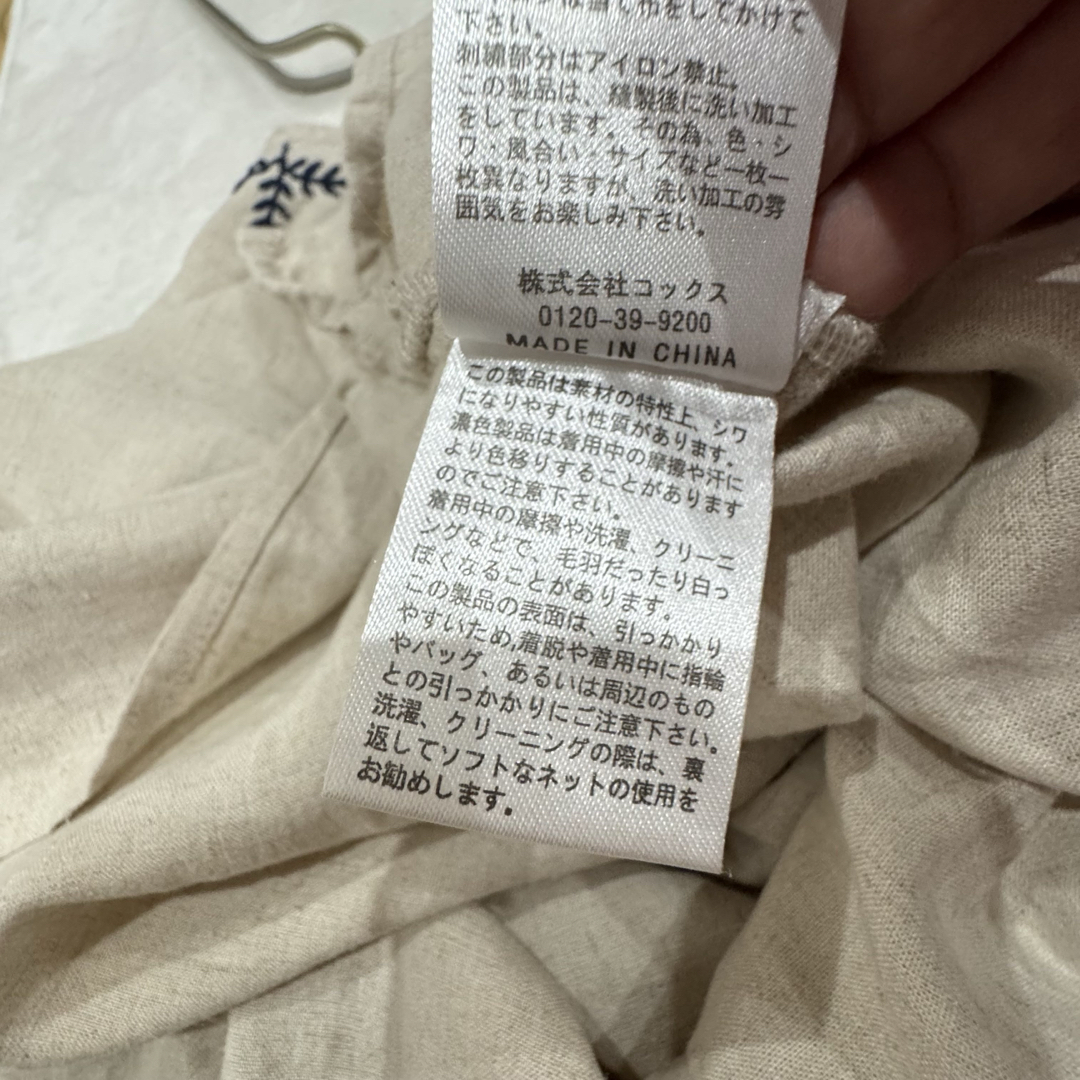 は当て布をしてかけて
下さい。
刺繍部分はアイロン禁止。
この製品は、縫製後に洗い加工
をしています。その為、色・シ
ワ・風合い・サイズなど一枚一
枚異なりますが、洗い加工の雰
囲気をお楽しみ下さい。
株式会社コックス
0120-39-9200
MADE IN CHINA
この製品は素材の特性上、シワ
になりやすい性質があります。
濃色製品は着用中の摩擦や汗に
より色移りすることがあります
のでご注意下さい。
着用中の摩擦や洗濯、クリーニ
ングなどで、毛羽だったり白っ
ぽくなることがあります。
この製品の表面は、引っかかり
やすいため,着脱や着用中に指輪
やバッグ、あるいは周辺のもの
との引っかかりにご注意下さい。
洗濯、クリーニングの際は、裏
返してソフトなネットの使用を
お勧めします。